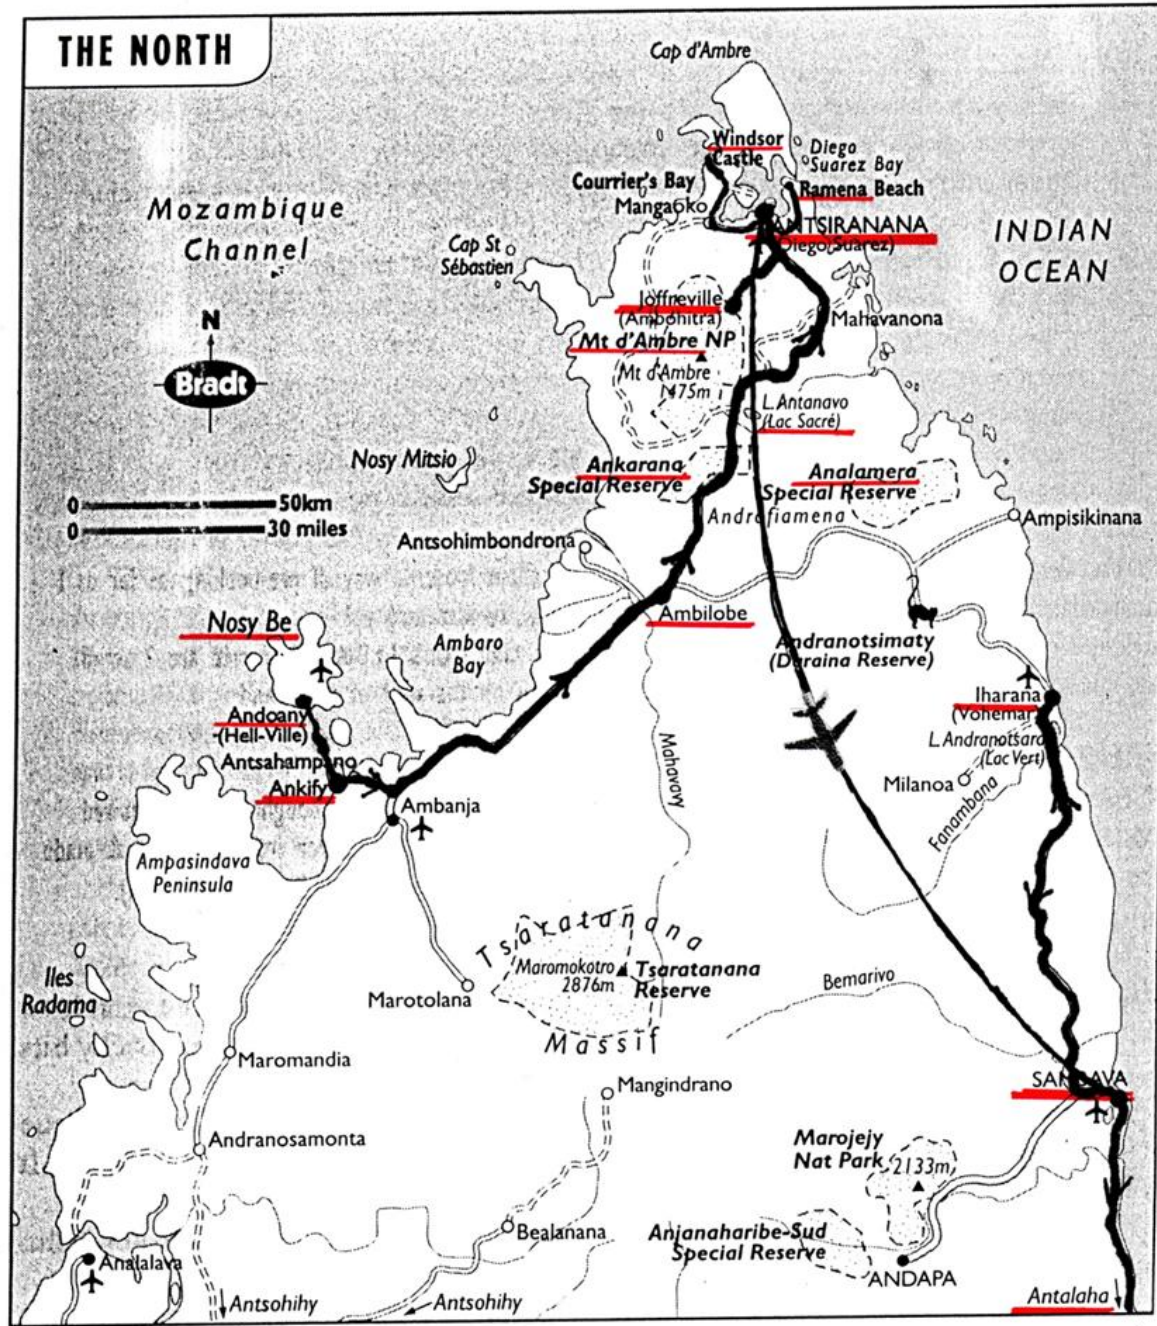 THE NORTH
Cap d'Ambre
Windsor
Castle
Diego
Suarez Bay
Courrier's Bay
Ramena Beach
Mangaoko
ANTSIRANANA
(Diego Suarez)
Mozambique
Channel
INDIAN
OCEAN
Cap St
Sébastien
Joffreville
(Ambohitra)
Mahavanona
Mt d'Ambre NP
N
Bradt
Mt d'Ambre
1475m
L. Antanavo
(Lac Sacré)
Nosy Mitsio
Ankarana
Special Reserve
Analamera
Special Reserve
0 50km
0 30 miles
Andrafiamena
Ampisikinana
Antsohimbondrona
Ambilobe
Nosy Be
Ambaro
Bay
Andranotsimaty
(Daraina Reserve)
Iharana
(Vohemar)
Andoany
(Hell-Ville)
L. Andranotsara
(Lac Vert)
Antsahampano
Ankify
Mahavavy
Milanoa
Ambanja
Fanambana
Ampasindava
Peninsula
Tsaratanana
Maromokotro
2876m
Tsaratanana
Reserve
Iles
Radama
Marotolana
Bemarivo
Massif
Maromandia
Mangindrano
SAMBAVA
Andranosamonta
Marojejy
Nat Park
2133m
Bealanana
Anjanaharibe-Sud
Special Reserve
Analalava
ANDAPA
Antsohihy
Antsohihy
Antalaha